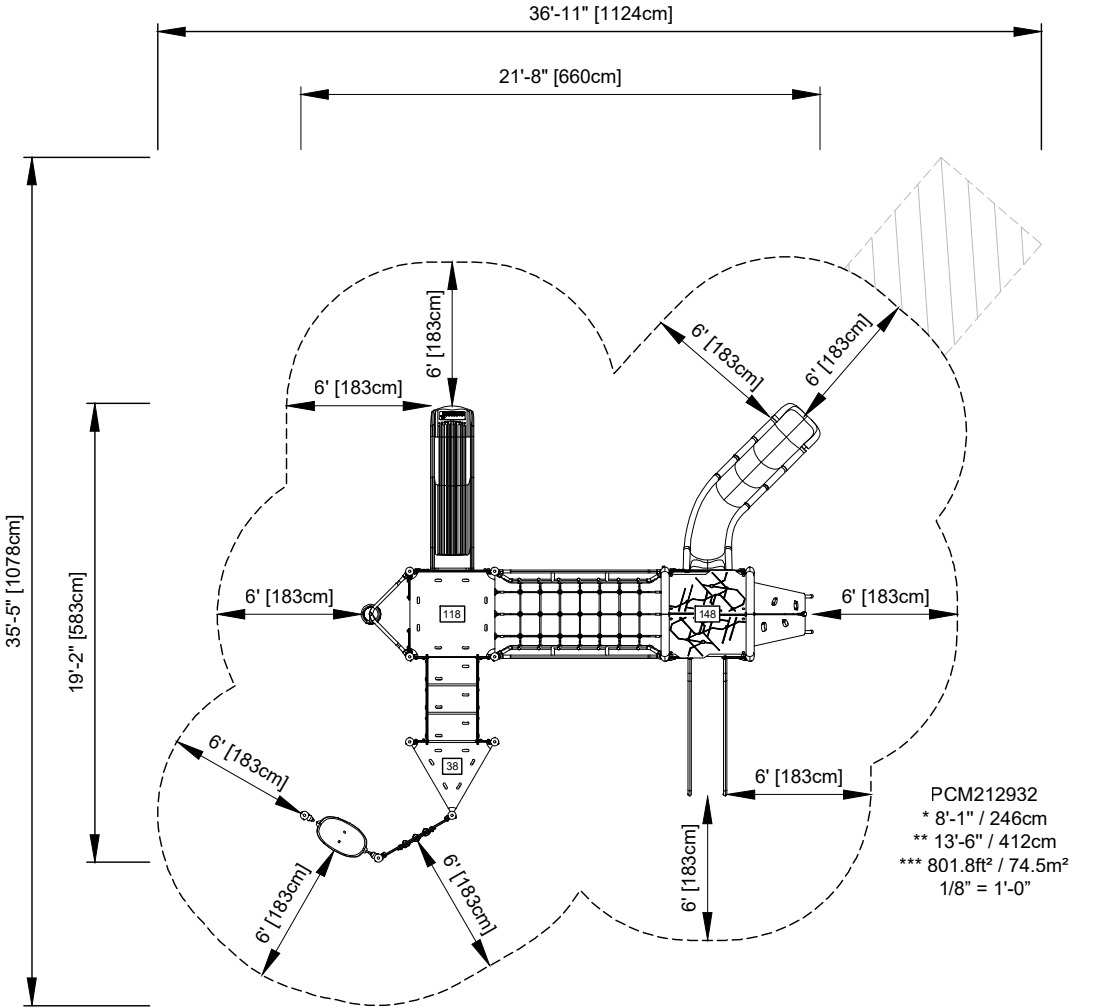 36'-11" [1124cm]
21'-8" [660cm]
35'-5" [1078cm]
19'-2" [583cm]
6' [183cm]
6' [183cm]
6' [183cm]
6' [183cm]
6' [183cm]
118
148
6' [183cm]
38
6' [183cm]
6' [183cm]
6' [183cm]
6' [183cm]
6' [183cm]
PCM212932
* 8'-1" / 246cm
** 13'-6" / 412cm
*** 801.8ft² / 74.5m²
1/8” = 1'-0”